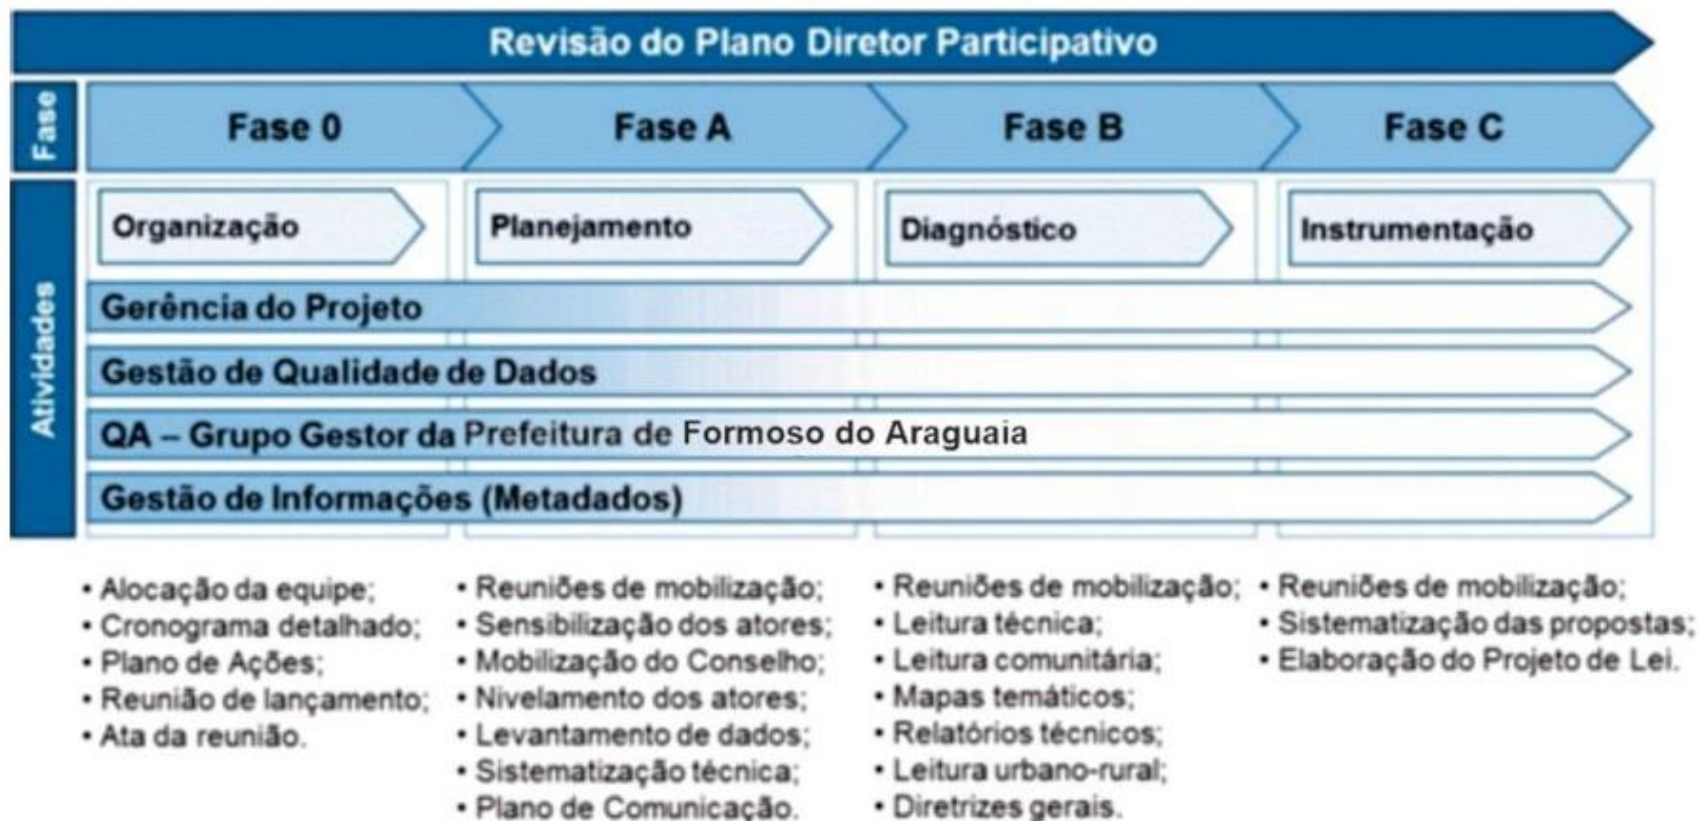 Revisão do Plano Diretor Participativo
Fase
Fase 0
Fase A
Fase B
Fase C
Atividades
Organização
Planejamento
Diagnóstico
Instrumentação
Gerência do Projeto
Gestão de Qualidade de Dados
QA – Grupo Gestor da Prefeitura de Formoso do Araguaia
Gestão de Informações (Metadados)
• Alocação da equipe;
• Cronograma detalhado;
• Plano de Ações;
• Reunião de lançamento;
• Ata da reunião.
• Reuniões de mobilização;
• Sensibilização dos atores;
• Mobilização do Conselho;
• Nivelamento dos atores;
• Levantamento de dados;
• Sistematização técnica;
• Plano de Comunicação.
• Reuniões de mobilização;
• Leitura técnica;
• Leitura comunitária;
• Mapas temáticos;
• Relatórios técnicos;
• Leitura urbano-rural;
• Diretrizes gerais.
• Reuniões de mobilização;
• Sistematização das propostas;
• Elaboração do Projeto de Lei.